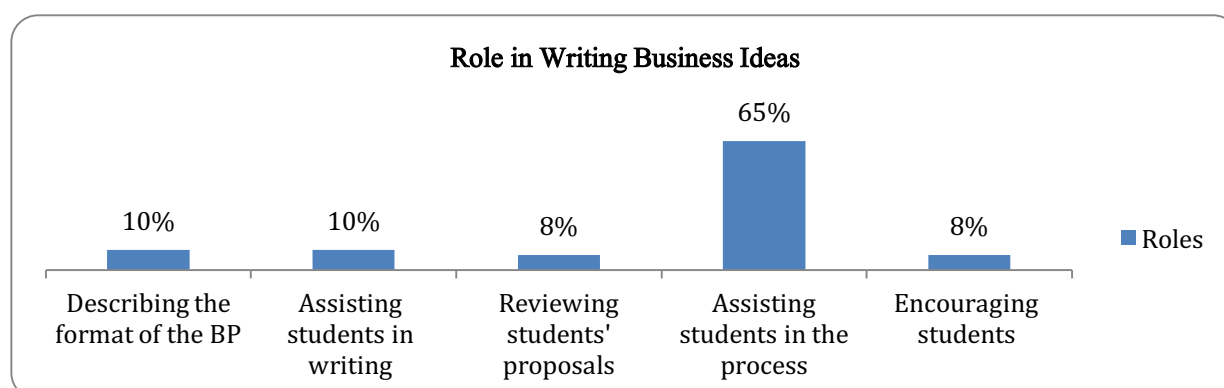 Role in Writing Business Ideas
65%
10%
10%
8%
8%
Roles
Describing the
format of the BP
Assisting
students in
writing
Reviewing
students'
proposals
Assisting
students in the
process
Encouraging
students